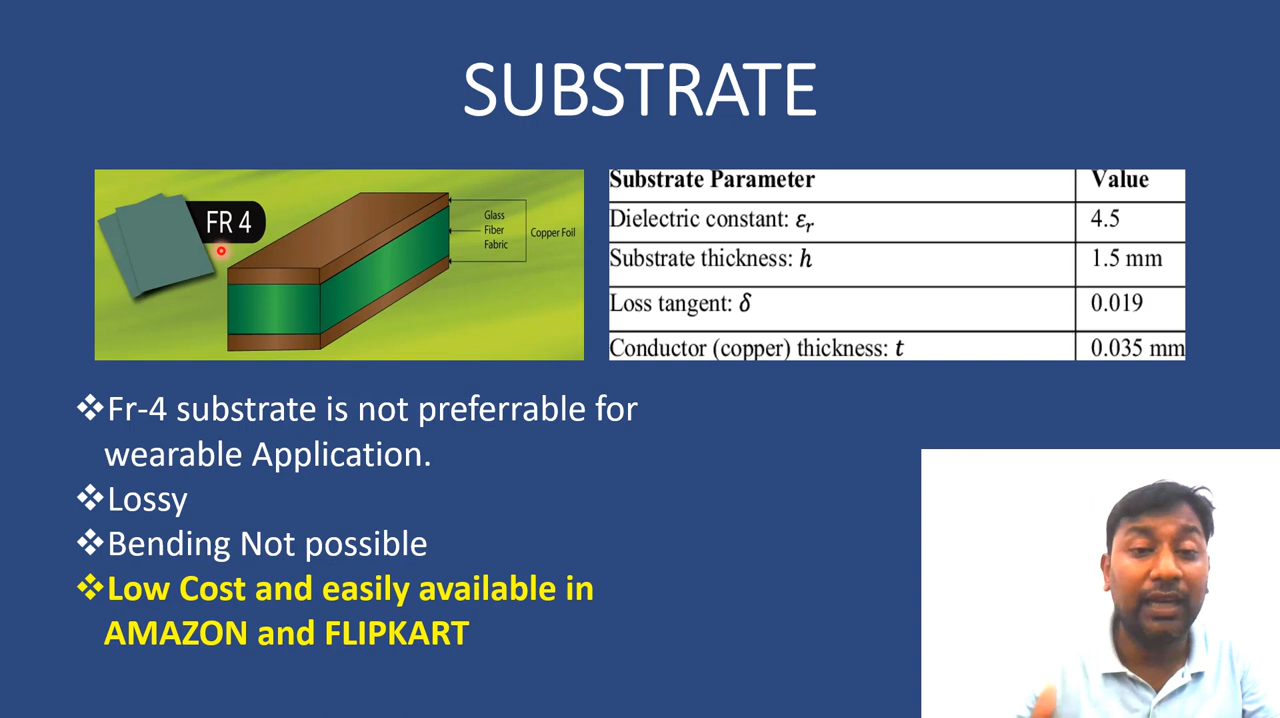 SUBSTRATE
FR 4
Glass
Fiber
Fabric
Copper Foil
Substrate Parameter Value
Dielectric constant: εr 4.5
Substrate thickness: h 1.5 mm
Loss tangent: δ 0.019
Conductor (copper) thickness: t 0.035 mm
❖Fr-4 substrate is not preferrable for
wearable Application.
❖Lossy
❖Bending Not possible
❖Low Cost and easily available in
AMAZON and FLIPKART